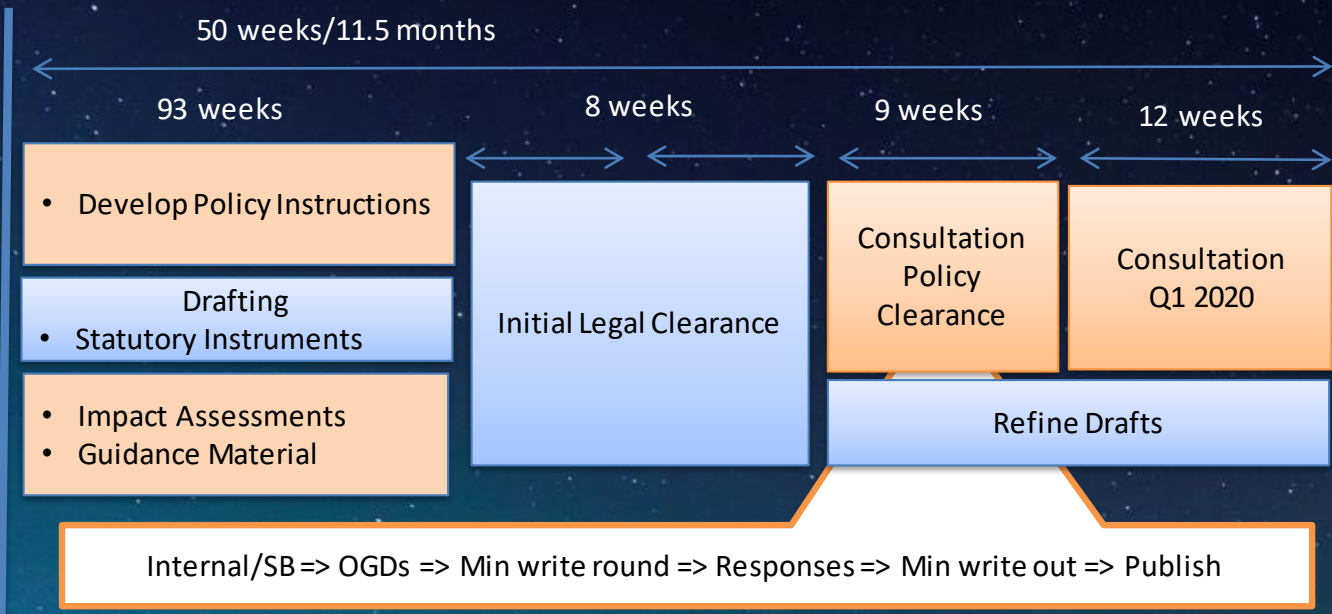 50 weeks/11.5 months
93 weeks
8 weeks
9 weeks
12 weeks
• Develop Policy Instructions
Drafting
• Statutory Instruments
• Impact Assessments
• Guidance Material
Initial Legal Clearance
Consultation
Policy
Clearance
Consultation
Q1 2020
Refine Drafts
Internal/SB => OGDs => Min write round => Responses => Min write out => Publish